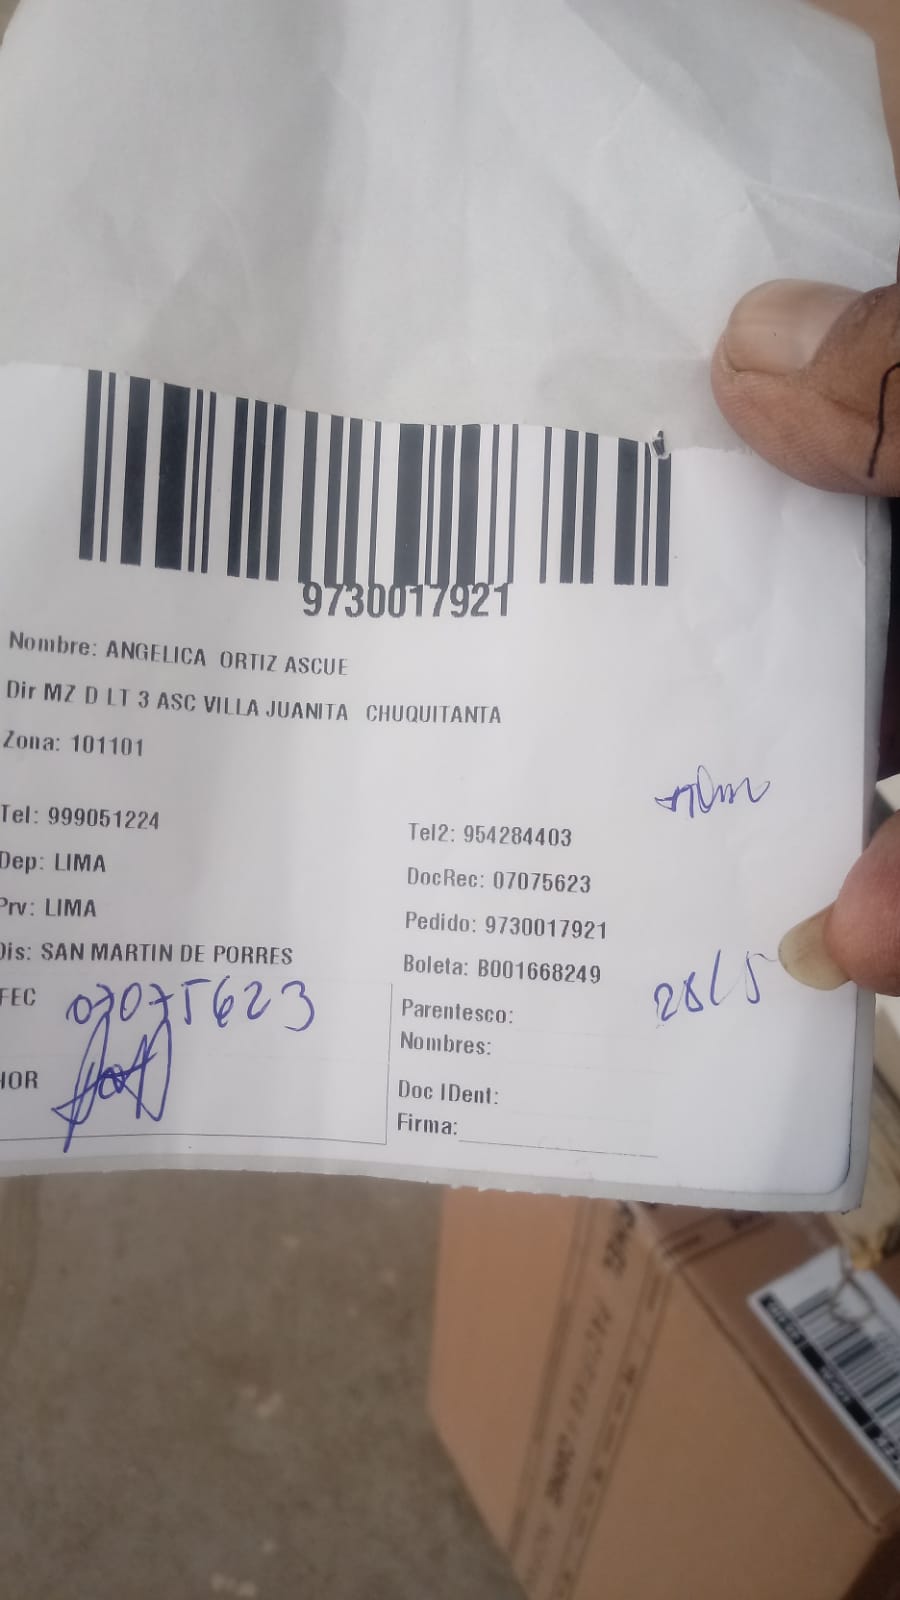 9730017921
Nombre: ANGELICA ORTIZ ASCUE
Dir MZ D LT 3 ASC VILLA JUANITA CHUQUITANTA
Zona: 101101
Tel: 999051224
Tel2: 954284403
Dep: LIMA
DocRec: 07075623
Prv: LIMA
Pedido: 9730017921
Dis: SAN MARTIN DE PORRES
Boleta: B001668249
28/5
FEC 07075623
Parentesco:
Nombres:
HOR
Doc IDent:
Firma: